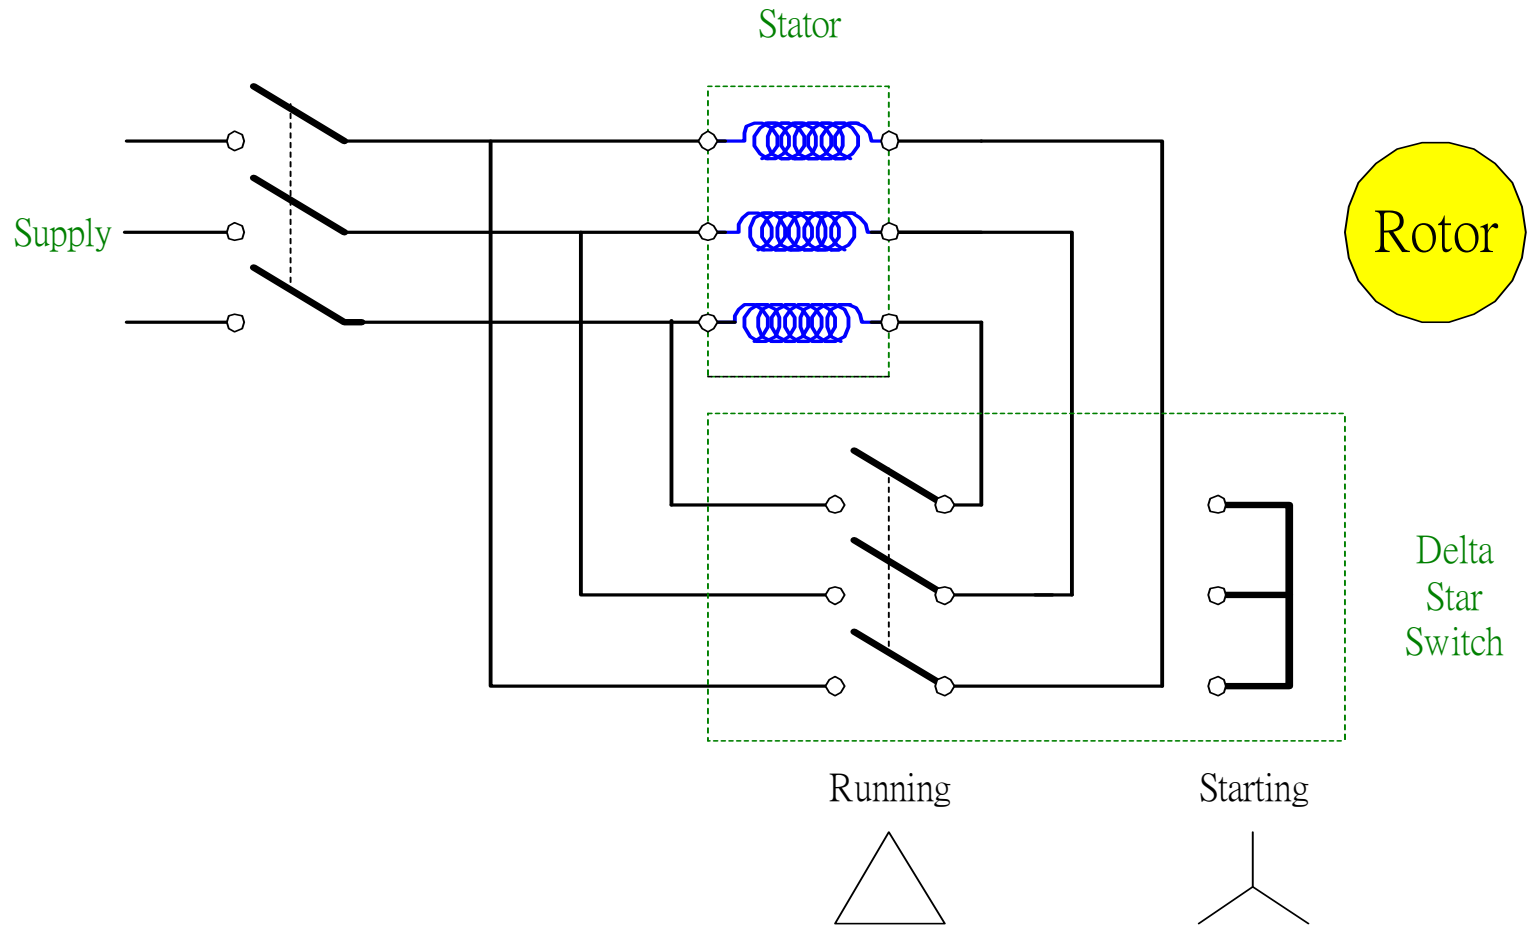 Stator
Supply
Rotor
Delta
Star
Switch
Running
Starting